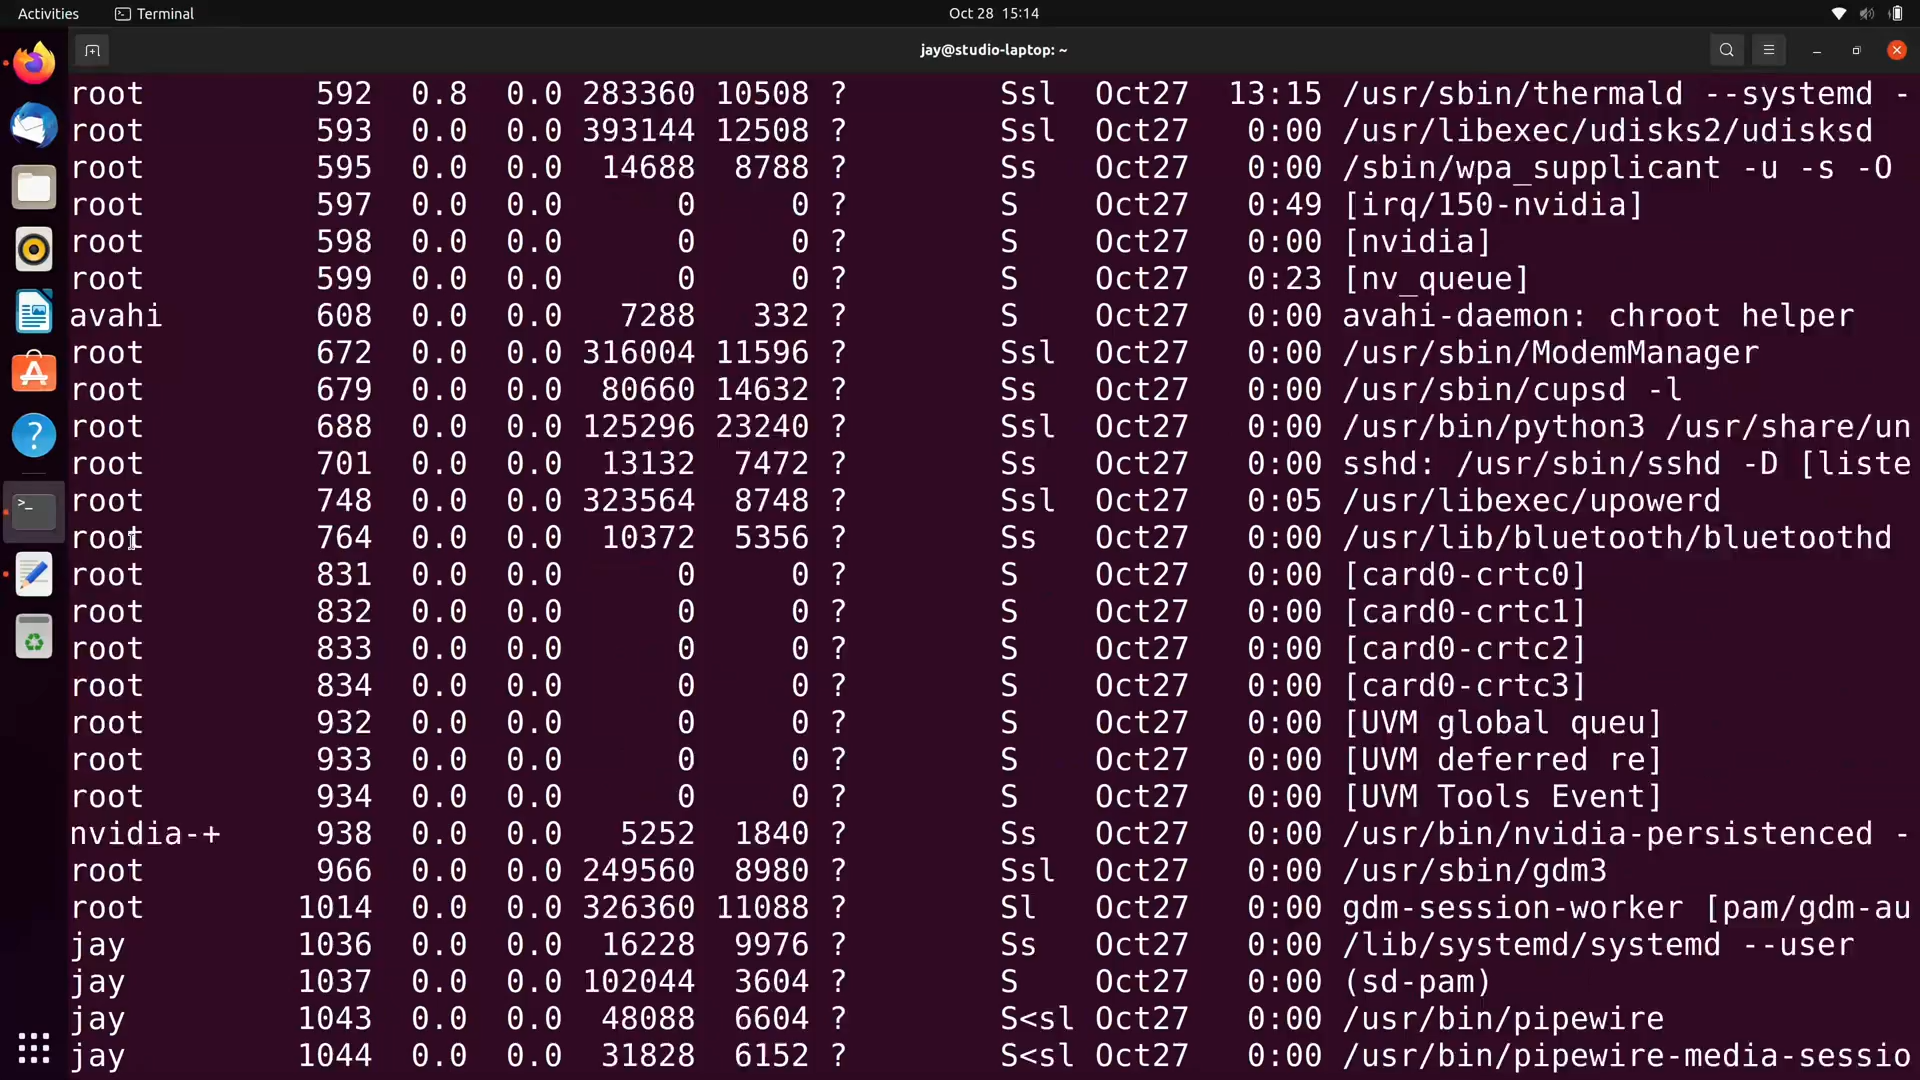 Activities Terminal Oct 28 15:14
jay@studio-laptop: ~
root 592 0.8 0.0 283360 10508 ? Ssl Oct27 13:15 /usr/sbin/thermald --systemd -
root 593 0.0 0.0 393144 12508 ? Ssl Oct27 0:00 /usr/libexec/udisks2/udisksd
root 595 0.0 0.0 14688 8788 ? Ss Oct27 0:00 /sbin/wpa_supplicant -u -s -O
root 597 0.0 0.0 0 0 ? S Oct27 0:49 [irq/150-nvidia]
root 598 0.0 0.0 0 0 ? S Oct27 0:00 [nvidia]
root 599 0.0 0.0 0 0 ? S Oct27 0:23 [nv_queue]
avahi 608 0.0 0.0 7288 332 ? S Oct27 0:00 avahi-daemon: chroot helper
root 672 0.0 0.0 316004 11596 ? Ssl Oct27 0:00 /usr/sbin/ModemManager
root 679 0.0 0.0 80660 14632 ? Ss Oct27 0:00 /usr/sbin/cupsd -l
root 688 0.0 0.0 125296 23240 ? Ssl Oct27 0:00 /usr/bin/python3 /usr/share/un
root 701 0.0 0.0 13132 7472 ? Ss Oct27 0:00 sshd: /usr/sbin/sshd -D [liste
root 748 0.0 0.0 323564 8748 ? Ssl Oct27 0:05 /usr/libexec/upowerd
root 764 0.0 0.0 10372 5356 ? Ss Oct27 0:00 /usr/lib/bluetooth/bluetoothd
root 831 0.0 0.0 0 0 ? S Oct27 0:00 [card0-crtc0]
root 832 0.0 0.0 0 0 ? S Oct27 0:00 [card0-crtc1]
root 833 0.0 0.0 0 0 ? S Oct27 0:00 [card0-crtc2]
root 834 0.0 0.0 0 0 ? S Oct27 0:00 [card0-crtc3]
root 932 0.0 0.0 0 0 ? S Oct27 0:00 [UVM global queu]
root 933 0.0 0.0 0 0 ? S Oct27 0:00 [UVM deferred re]
root 934 0.0 0.0 0 0 ? S Oct27 0:00 [UVM Tools Event]
nvidia-+ 938 0.0 0.0 5252 1840 ? Ss Oct27 0:00 /usr/bin/nvidia-persistenced -
root 966 0.0 0.0 249560 8980 ? Ssl Oct27 0:00 /usr/sbin/gdm3
root 1014 0.0 0.0 326360 11088 ? Sl Oct27 0:00 gdm-session-worker [pam/gdm-au
jay 1036 0.0 0.0 16228 9976 ? Ss Oct27 0:00 /lib/systemd/systemd --user
jay 1037 0.0 0.0 102044 3604 ? S Oct27 0:00 (sd-pam)
jay 1043 0.0 0.0 48088 6604 ? S<sl Oct27 0:00 /usr/bin/pipewire
jay 1044 0.0 0.0 31828 6152 ? S<sl Oct27 0:00 /usr/bin/pipewire-media-sessio